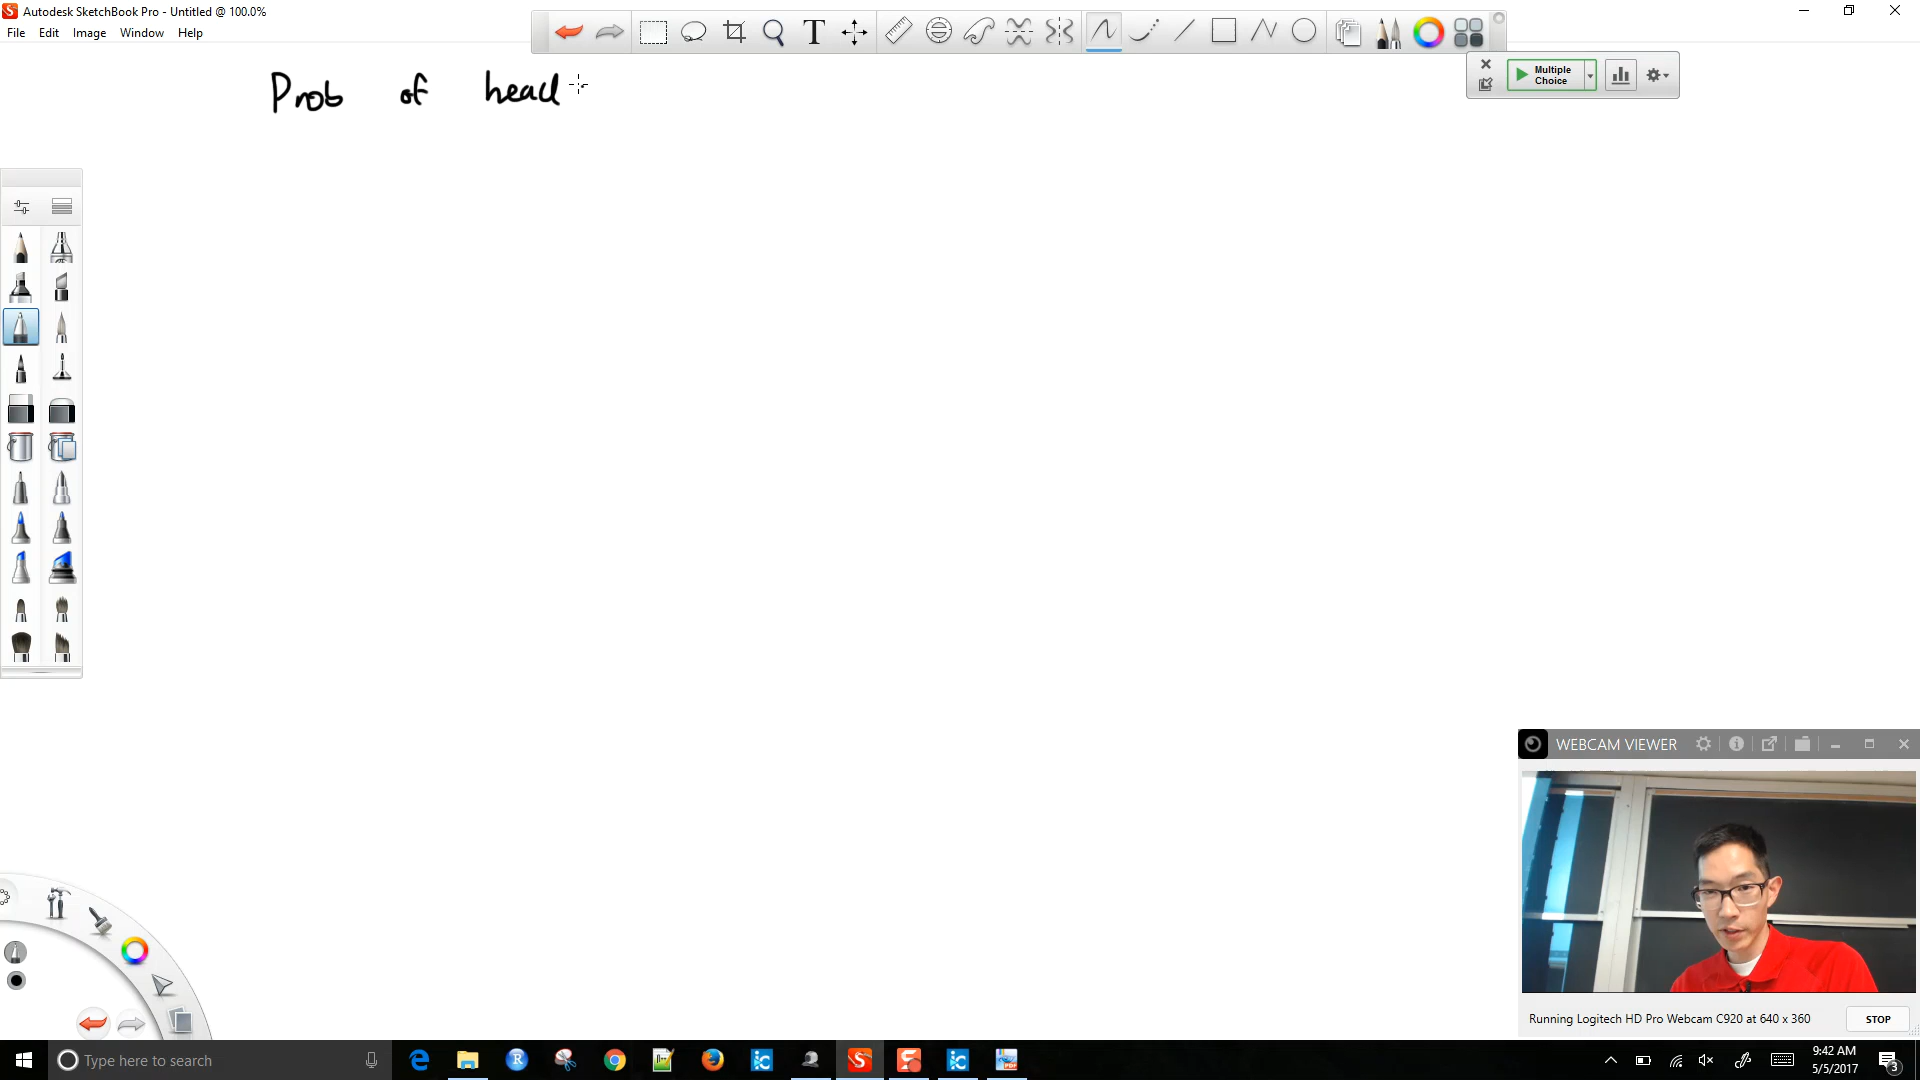 Autodesk SketchBook Pro - Untitled @ 100.0%
File Edit Image Window Help
T
Multiple
Choice
Prob of head
WEBCAM VIEWER
Running Logitech HD Pro Webcam C920 at 640 x 360
STOP
Type here to search
9:42 AM
5/5/2017
3